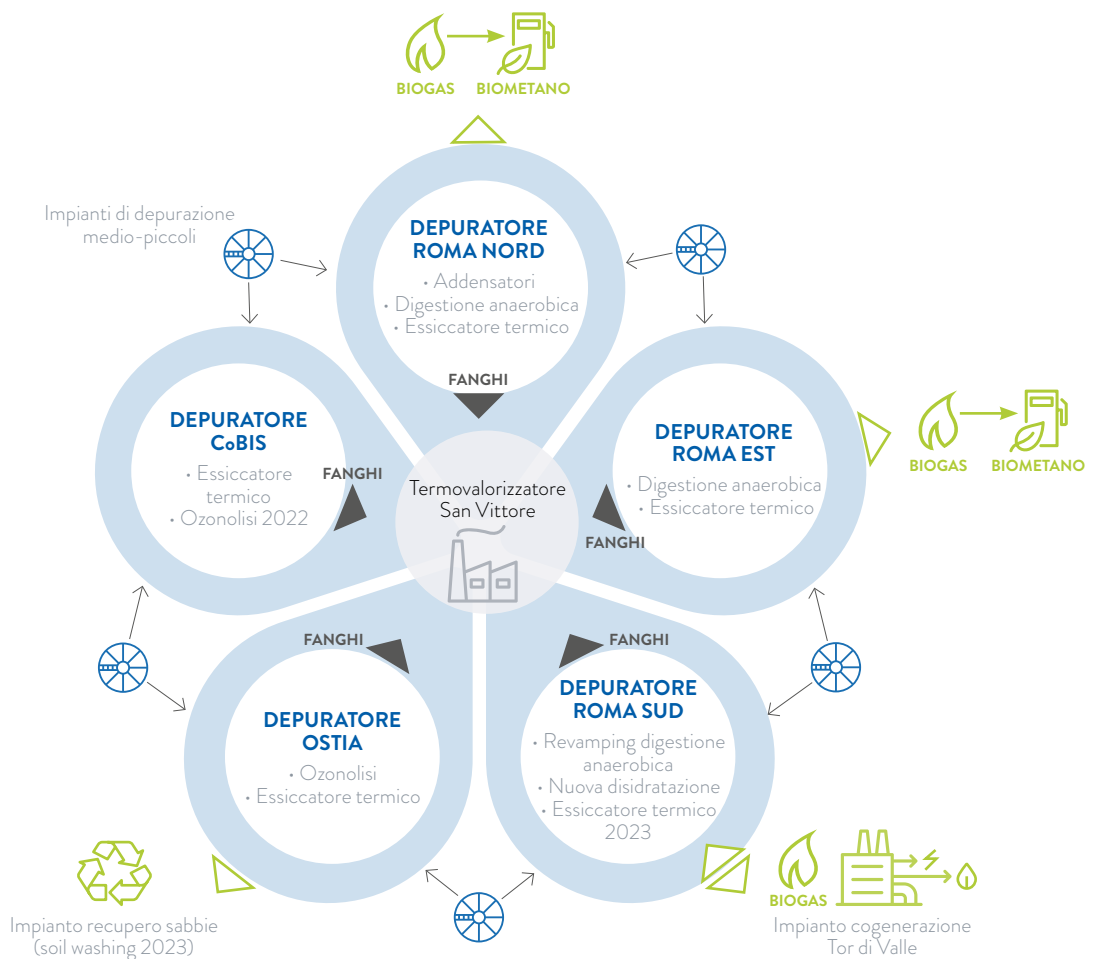 BIOGAS
BIOMETANO
Impianti di depurazione
medio-piccoli
DEPURATORE
ROMA NORD
• Addensatori
• Digestione anaerobica
• Essiccatore termico
FANGHI
DEPURATORE
CoBIS
• Essiccatore
termico
• Ozonolisi 2022
FANGHI
Termovalorizzatore
San Vittore
DEPURATORE
ROMA EST
• Digestione anaerobica
• Essiccatore termico
FANGHI
BIOGAS
BIOMETANO
FANGHI
DEPURATORE
OSTIA
• Ozonolisi
• Essiccatore termico
FANGHI
DEPURATORE
ROMA SUD
• Revamping digestione
anaerobica
• Nuova disidratazione
• Essiccatore termico
2023
Impianto recupero sabbie
(soil washing 2023)
BIOGAS
Impianto cogenerazione
Tor di Valle